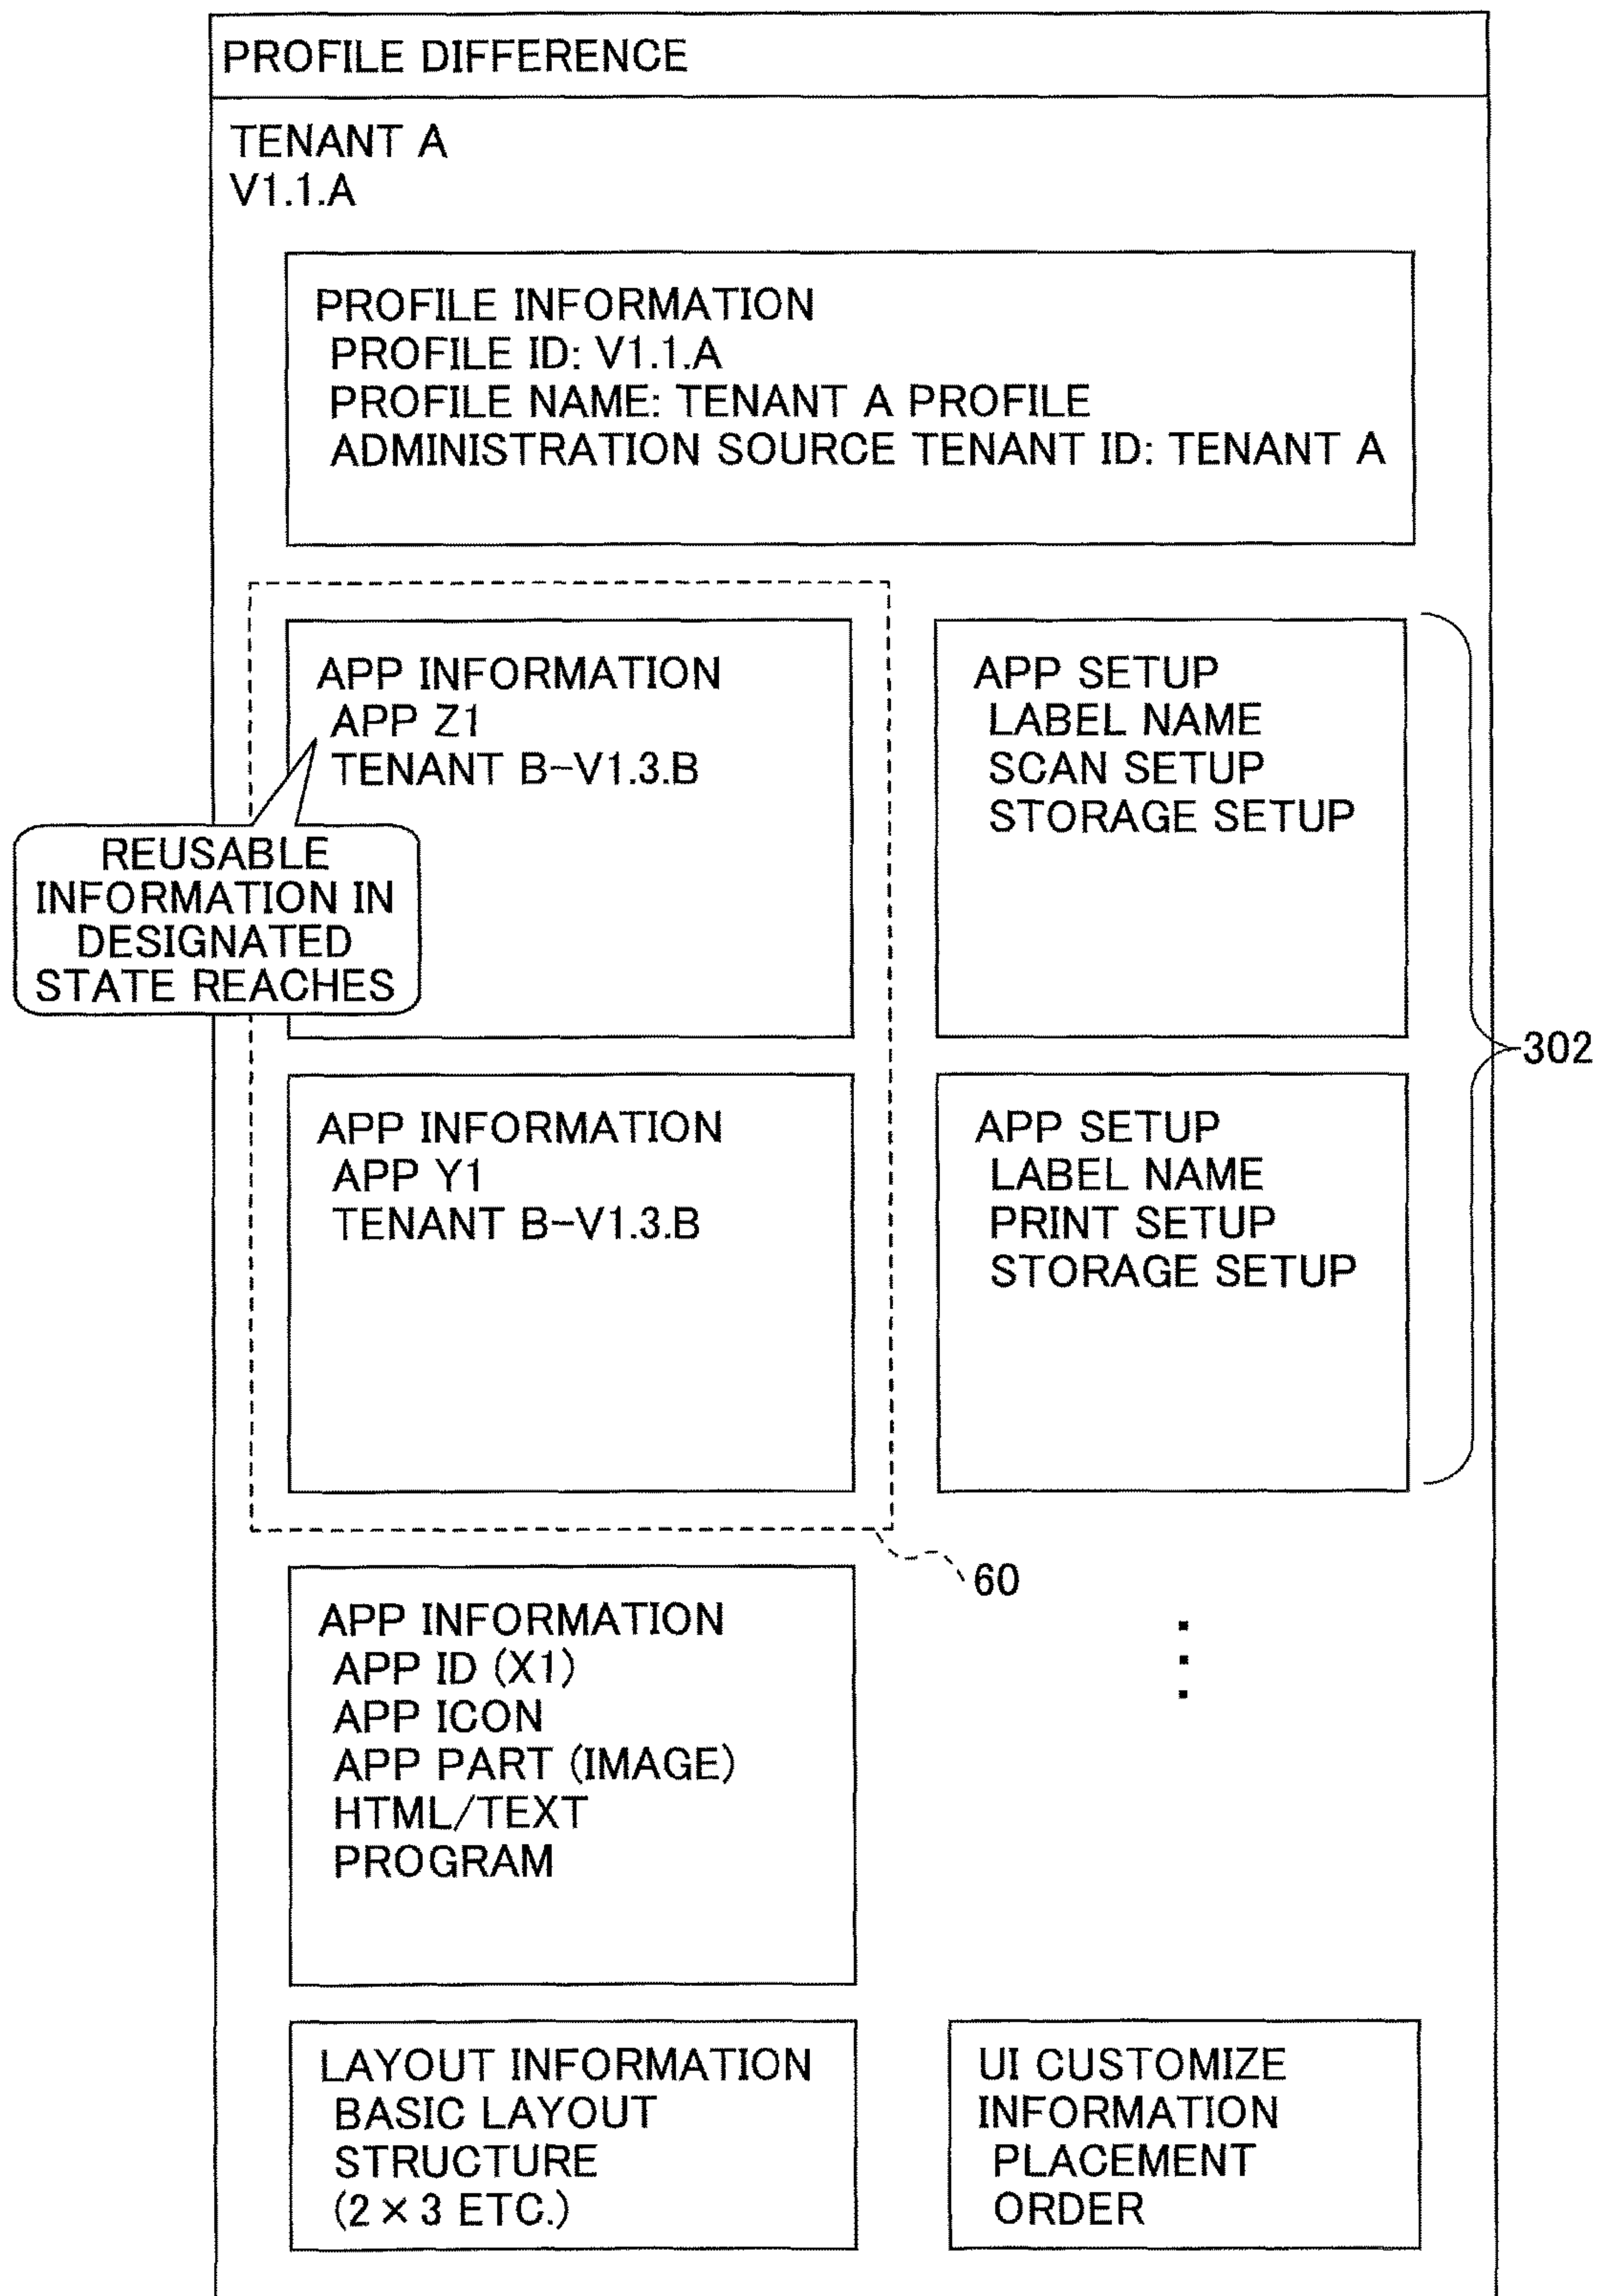 PROFILE DIFFERENCE
TENANT A
V1.1.A
PROFILE INFORMATION
PROFILE ID: V1.1.A
PROFILE NAME: TENANT A PROFILE
ADMINISTRATION SOURCE TENANT ID: TENANT A
APP INFORMATION
APP Z1
TENANT B-V1.3.B
REUSABLE
INFORMATION IN
DESIGNATED
STATE REACHES
APP SETUP
LABEL NAME
SCAN SETUP
STORAGE SETUP
302
APP INFORMATION
APP Y1
TENANT B-V1.3.B
APP SETUP
LABEL NAME
PRINT SETUP
STORAGE SETUP
60
APP INFORMATION
APP ID (X1)
APP ICON
APP PART (IMAGE)
HTML/TEXT
PROGRAM
LAYOUT INFORMATION
BASIC LAYOUT
STRUCTURE
(2 × 3 ETC.)
UI CUSTOMIZE
INFORMATION
PLACEMENT
ORDER